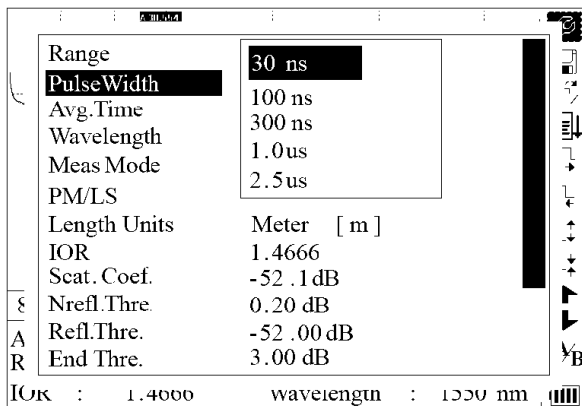 Range
PulseWidth
Avg.Time
Wavelength
Meas Mode
PM/LS
Length Units Meter [ m ]
IOR 1.4666
Scat. Coef. -52 .1dB
Nrefl.Thre. 0.20 dB
Refl.Thre. -52 .00dB
End Thre. 3.00 dB
30 ns
100 ns
300 ns
1.0us
2.5us
A
R
IOR : 1.4666 Wavelength : 1550 nm